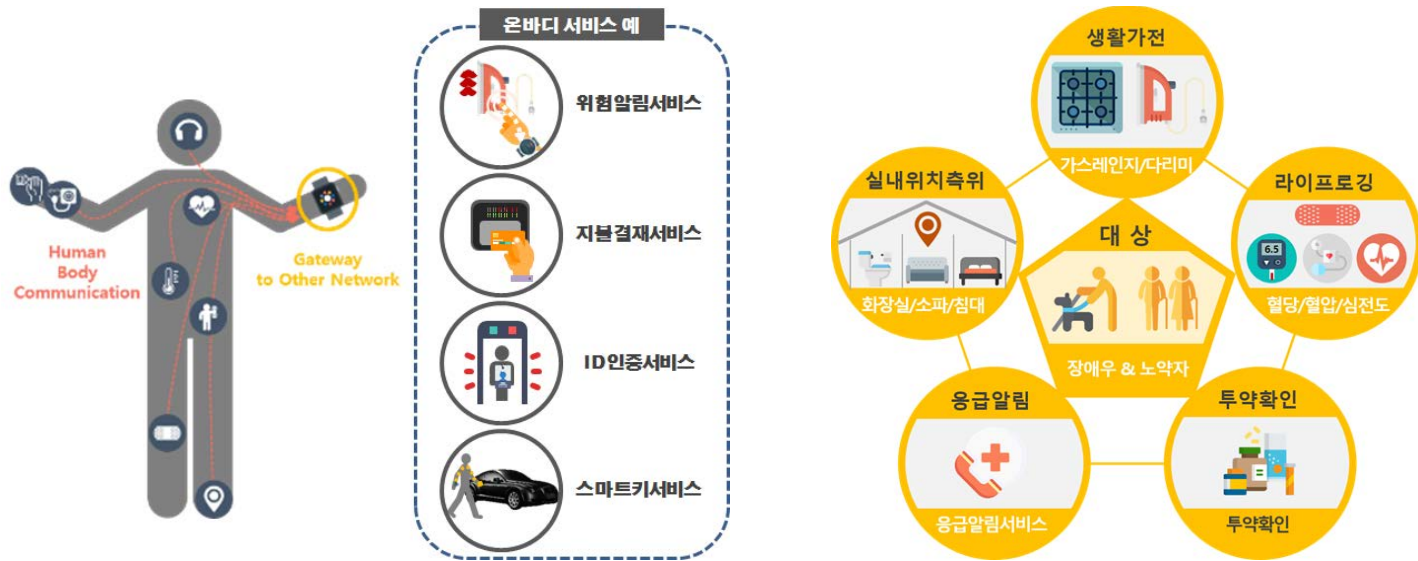 Human
Body
Communication
Gateway
to Other Network
온바디 서비스 예
위험알림서비스
지불결재서비스
ID인증서비스
스마트키서비스
생활가전
가스레인지/다리미
실내위치측위
화장실/소파/침대
라이프로깅
6.5
혈당/혈압/심전도
대 상
장애우 & 노약자
응급알림
응급알림서비스
투약확인
투약확인